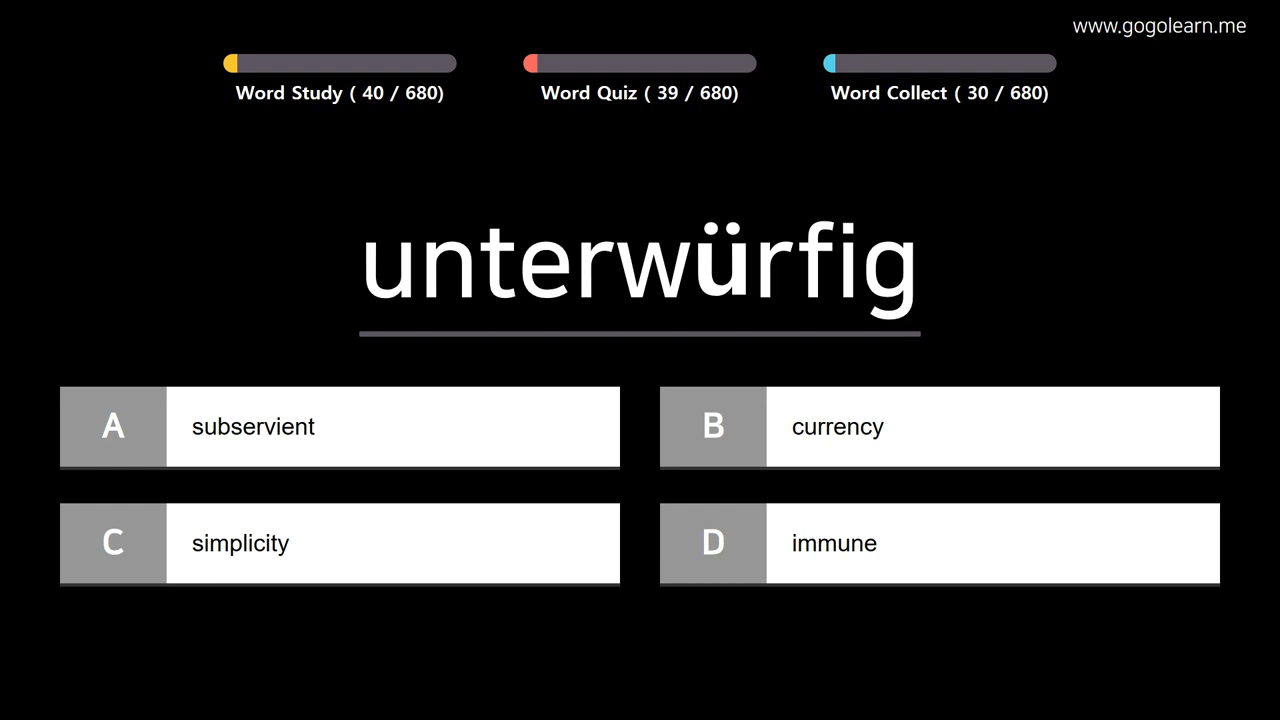 www.gogolearn.me
Word Study ( 40 / 680)
Word Quiz ( 39 / 680)
Word Collect ( 30 / 680)
unterwürfig
A subservient
B currency
C simplicity
D immune